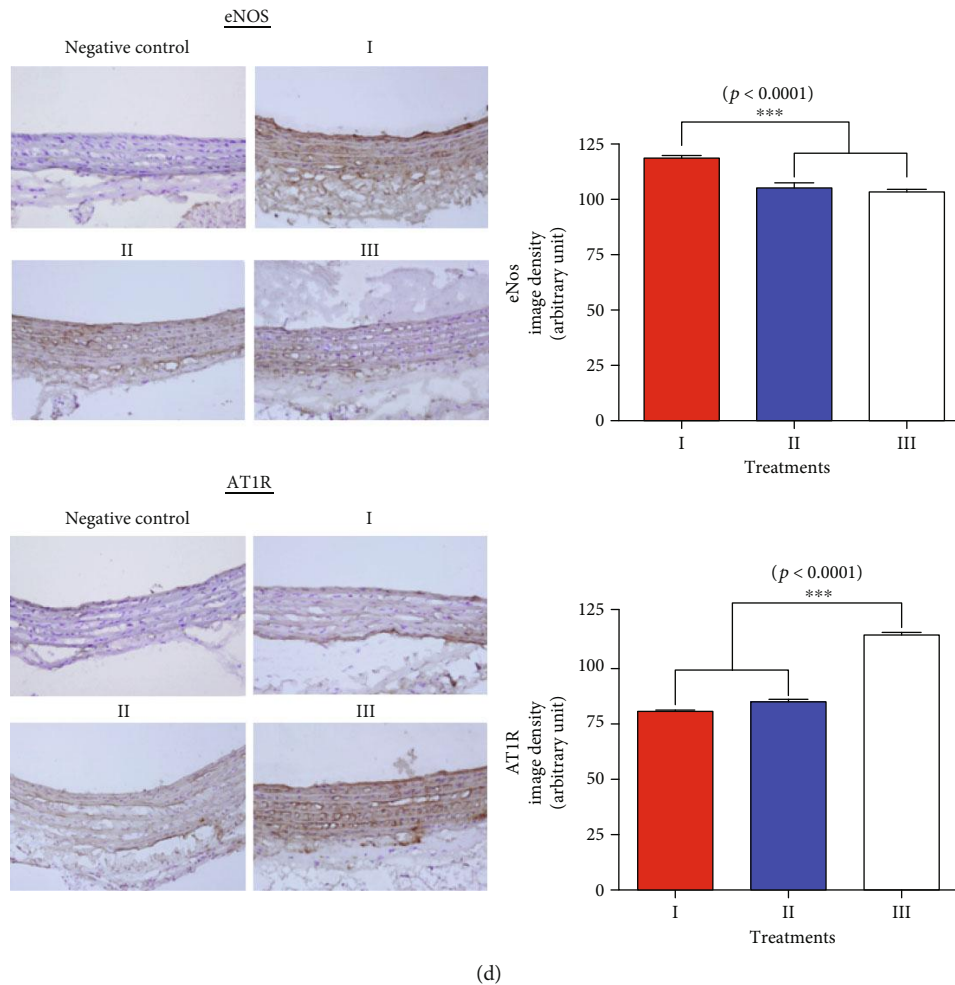 eNOS
Negative control
I
II
III
(p < 0.0001)
***
125
100
75
50
25
0
eNos
image density
(arbitrary unit)
I
II
III
Treatments
AT1R
Negative control
I
II
III
(p < 0.0001)
***
125
100
75
50
25
0
AT1R
image density
(arbitrary unit)
I
II
III
Treatments
(d)